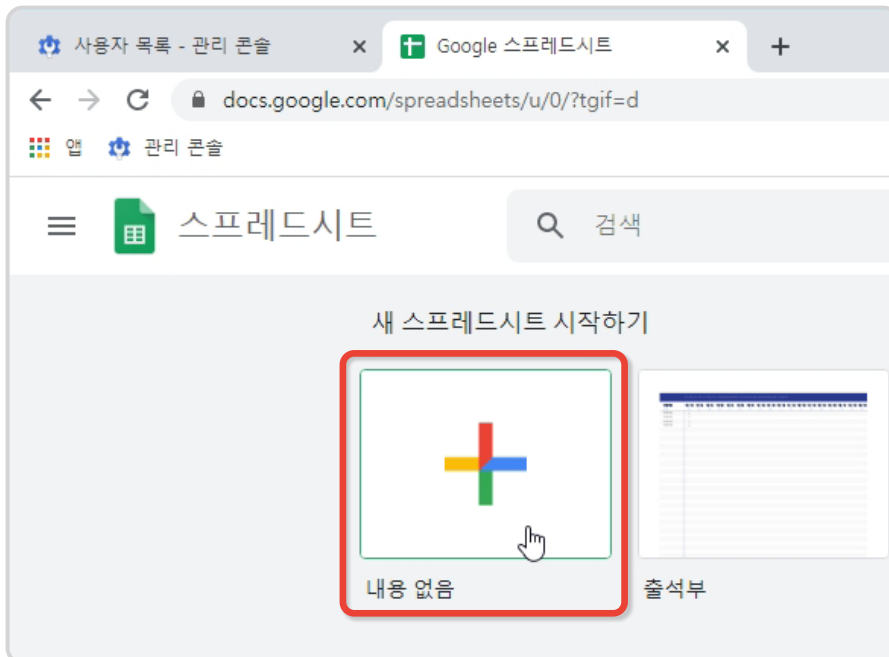 사용자 목록 - 관리 콘솔
Google 스프레드시트
docs.google.com/spreadsheets/u/0/?tgif=d
앱 관리 콘솔
스프레드시트 검색
새 스프레드시트 시작하기
내용 없음 출석부